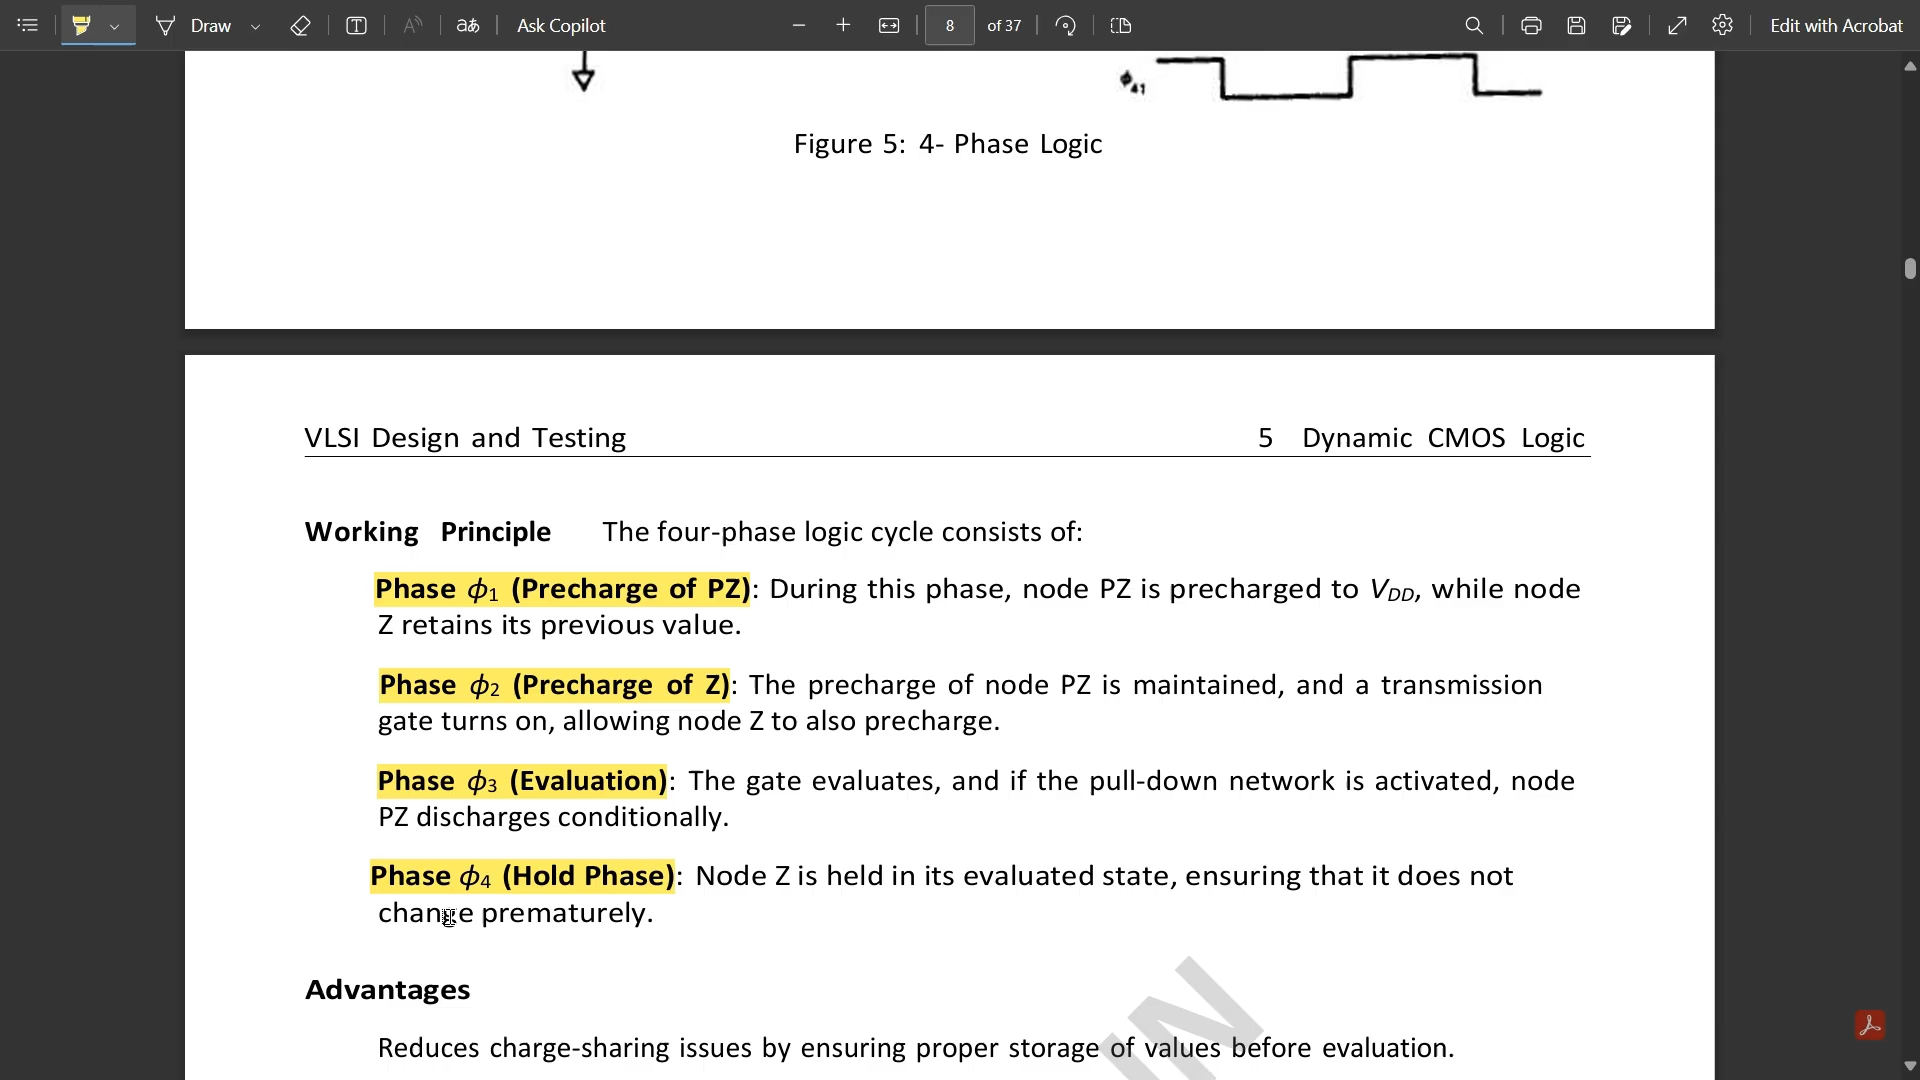 Draw
Ask Copilot
8 of 37
Edit with Acrobat
ϕ41
Figure 5: 4- Phase Logic
VLSI Design and Testing 5 Dynamic CMOS Logic
Working Principle The four-phase logic cycle consists of:
Phase ϕ1 (Precharge of PZ): During this phase, node PZ is precharged to VDD, while node
Z retains its previous value.
Phase ϕ2 (Precharge of Z): The precharge of node PZ is maintained, and a transmission
gate turns on, allowing node Z to also precharge.
Phase ϕ3 (Evaluation): The gate evaluates, and if the pull-down network is activated, node
PZ discharges conditionally.
Phase ϕ4 (Hold Phase): Node Z is held in its evaluated state, ensuring that it does not
change prematurely.
Advantages
Reduces charge-sharing issues by ensuring proper storage of values before evaluation.
IN